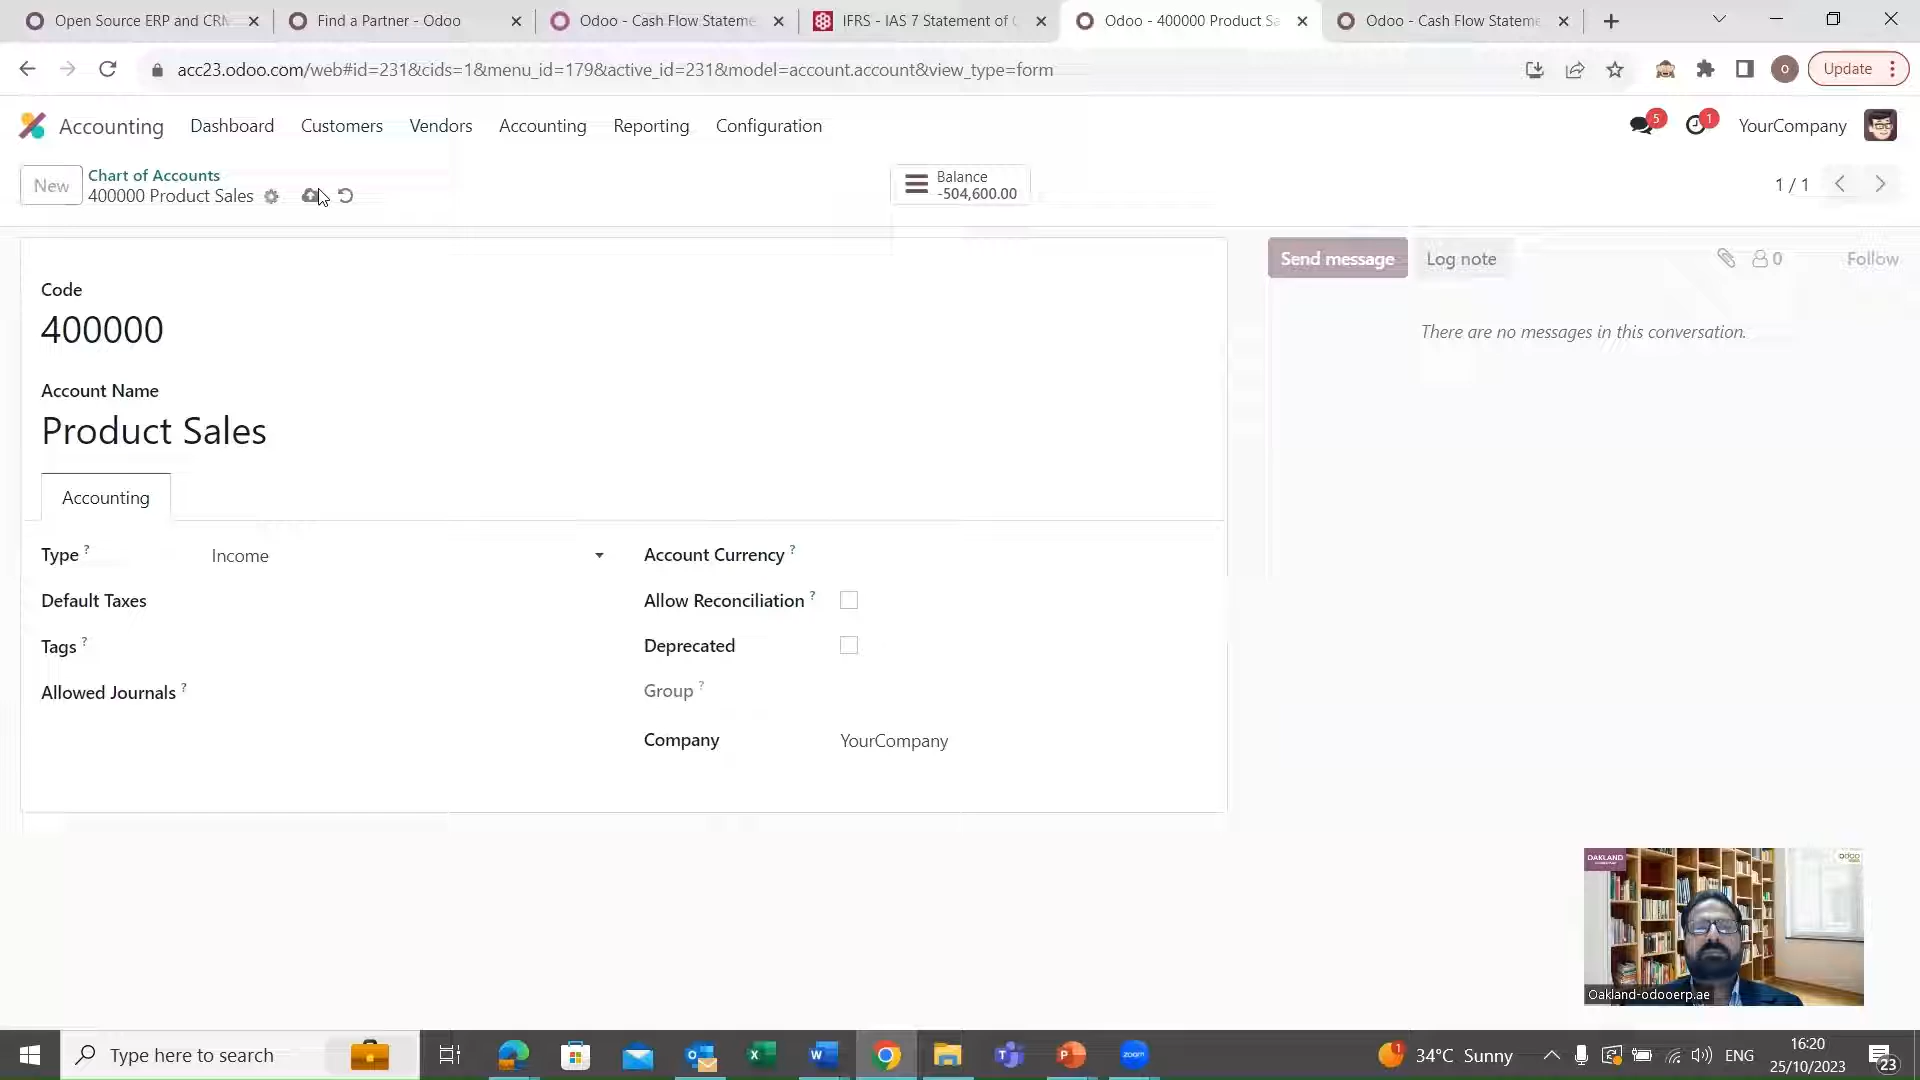 Open Source ERP and CRM
Find a Partner - Odoo
Odoo - Cash Flow Stateme
IFRS - IAS 7 Statement of C
Odoo - 400000 Product Sa
Odoo - Cash Flow Stateme
acc23.odoo.com/web#id=231&cids=1&menu_id=179&active_id=231&model=account.account&view_type=form
o
Update
Accounting
Dashboard
Customers
Vendors
Accounting
Reporting
Configuration
5
1
YourCompany
New
Chart of Accounts
400000 Product Sales
Balance
-504,600.00
1 / 1
Send message
Log note
0
Follow
There are no messages in this conversation.
Code
400000
Account Name
Product Sales
Accounting
Type ?
Income
Default Taxes
Tags ?
Allowed Journals ?
Account Currency ?
Allow Reconciliation ?
Deprecated
Group ?
Company
YourCompany
OAKLAND
odoo
Oakland-odooerp.ae
Type here to search
zoom
1
34°C Sunny
ENG
16:20
25/10/2023
23